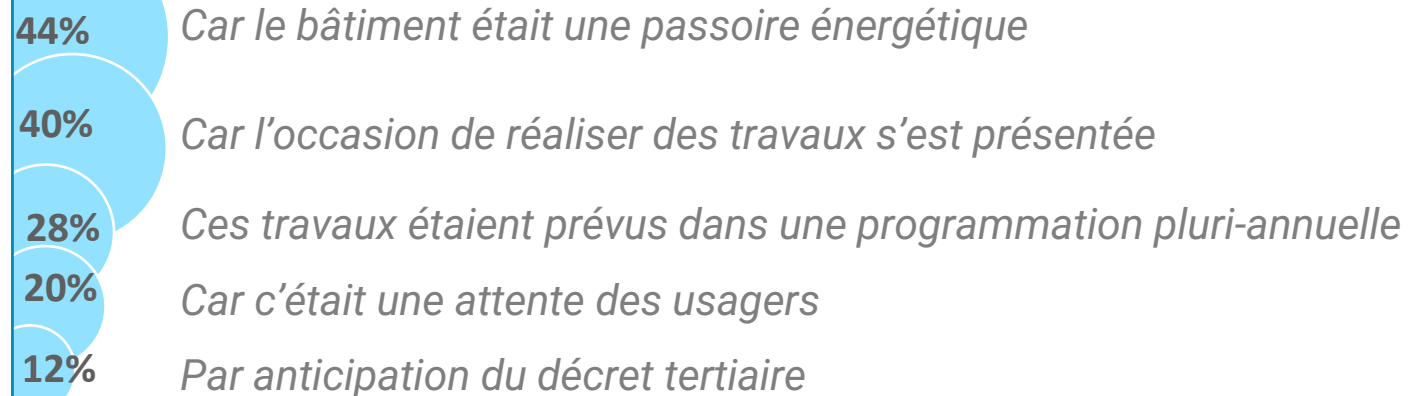 44% Car le bâtiment était une passoire énergétique
40% Car l’occasion de réaliser des travaux s’est présentée
28% Ces travaux étaient prévus dans une programmation pluri-annuelle
20% Car c’était une attente des usagers
12% Par anticipation du décret tertiaire